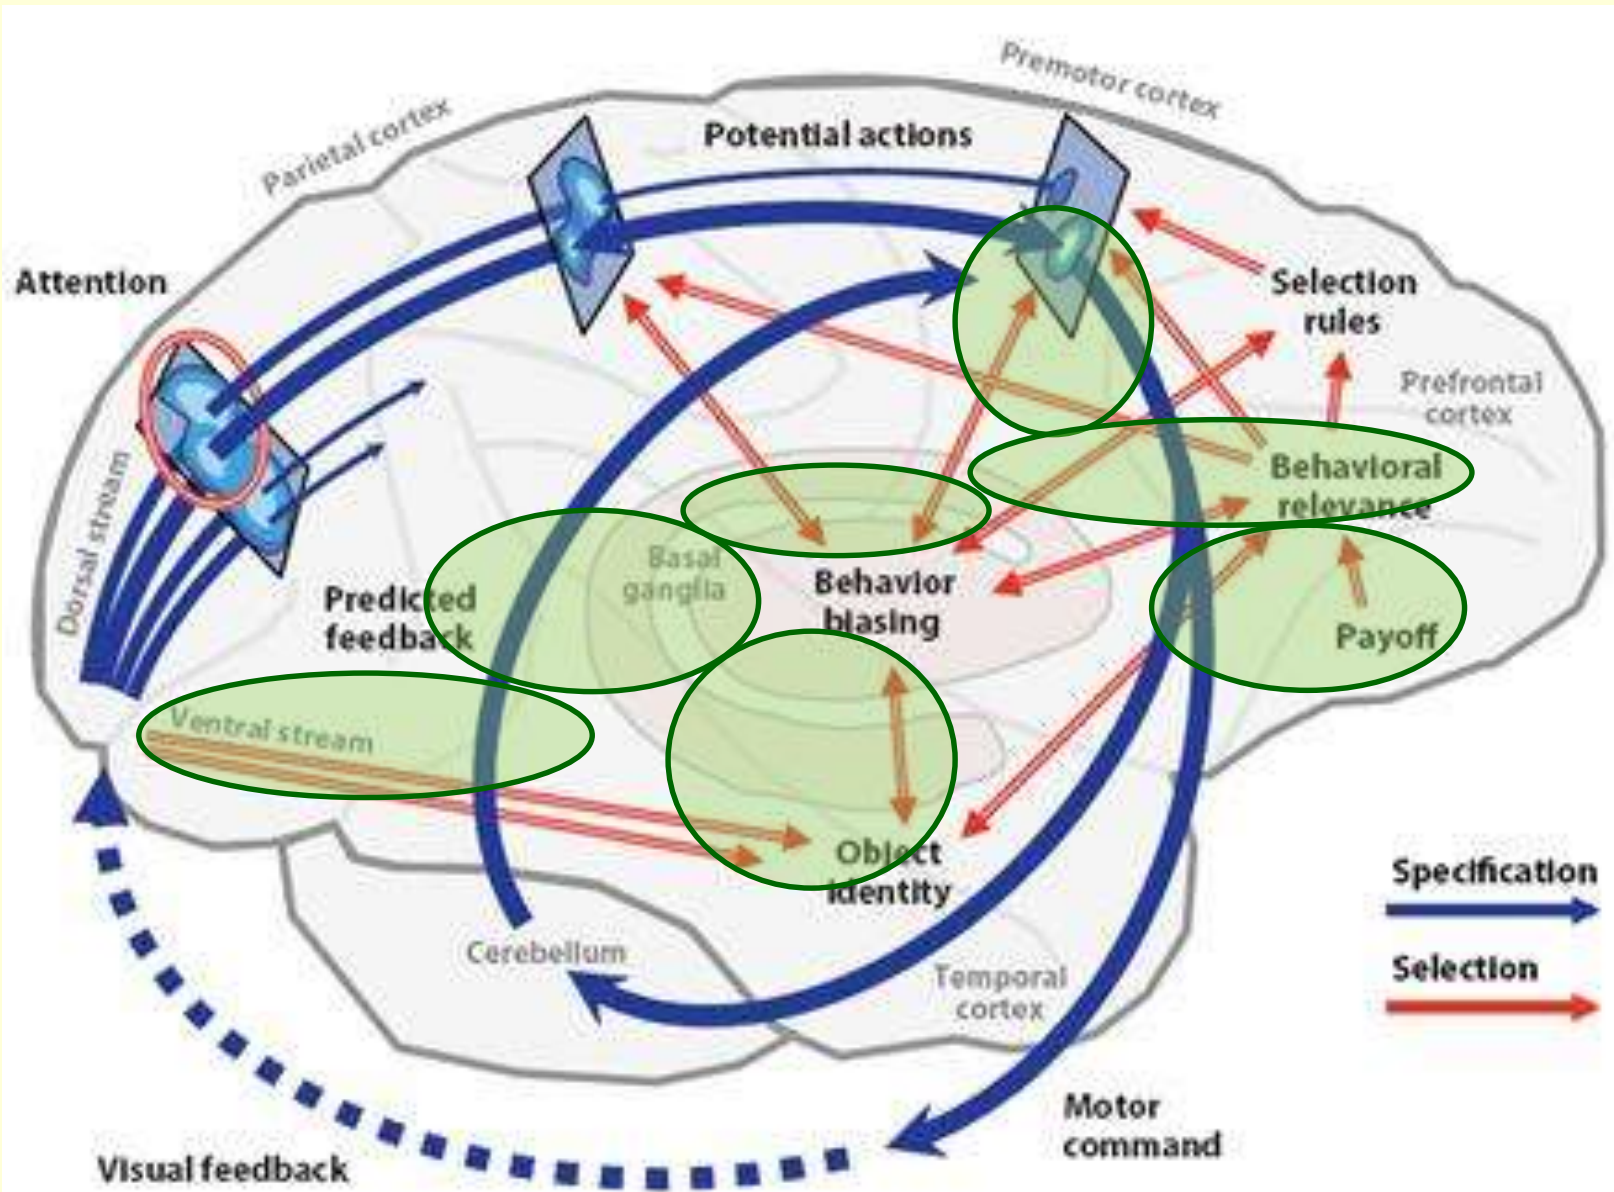 Premotor cortex
Parietal cortex
Potential actions
Attention
Selection
rules
Prefrontal
cortex
Behavioral
relevance
Dorsal stream
Basal
ganglia
Behavior
biasing
Predicted
feedback
Payoff
Ventral stream
Object
identity
Specification
Cerebellum
Selection
Temporal
cortex
Motor
command
Visual feedback